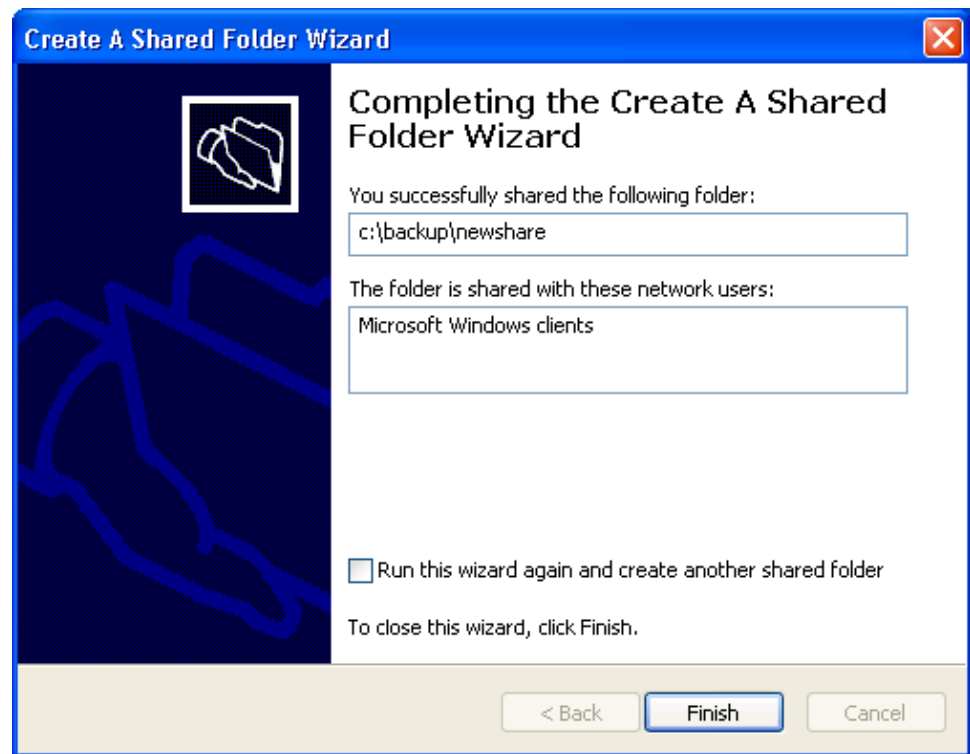 Create A Shared Folder Wizard
Completing the Create A Shared
Folder Wizard
You successfully shared the following folder:
c:\backup\newshare
The folder is shared with these network users:
Microsoft Windows clients
Run this wizard again and create another shared folder
To close this wizard, click Finish.
< Back Finish Cancel